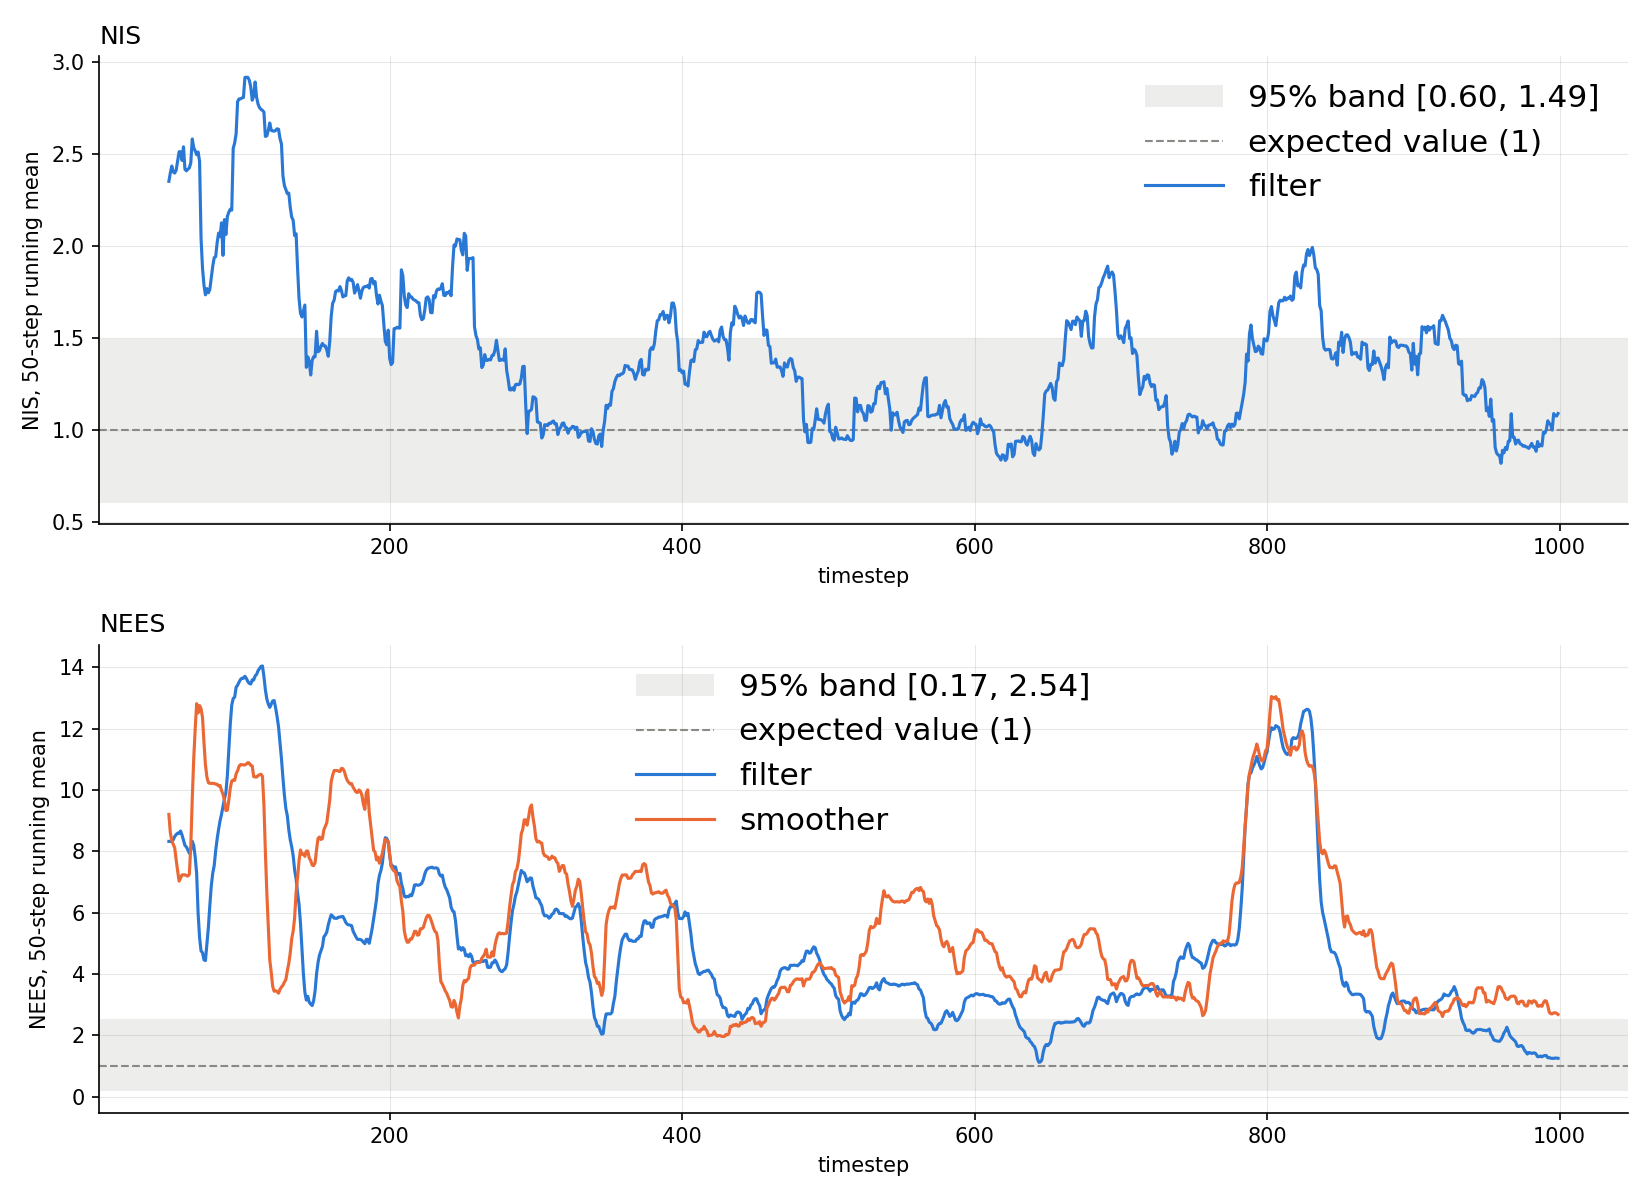 NIS
3.0
2.5
2.0
1.5
1.0
0.5
NIS, 50-step running mean
95% band [0.60, 1.49]
expected value (1)
filter
200
400
600
800
1000
timestep
NEES
14
12
10
8
6
4
2
0
NEES, 50-step running mean
95% band [0.17, 2.54]
expected value (1)
filter
smoother
200
400
600
800
1000
timestep